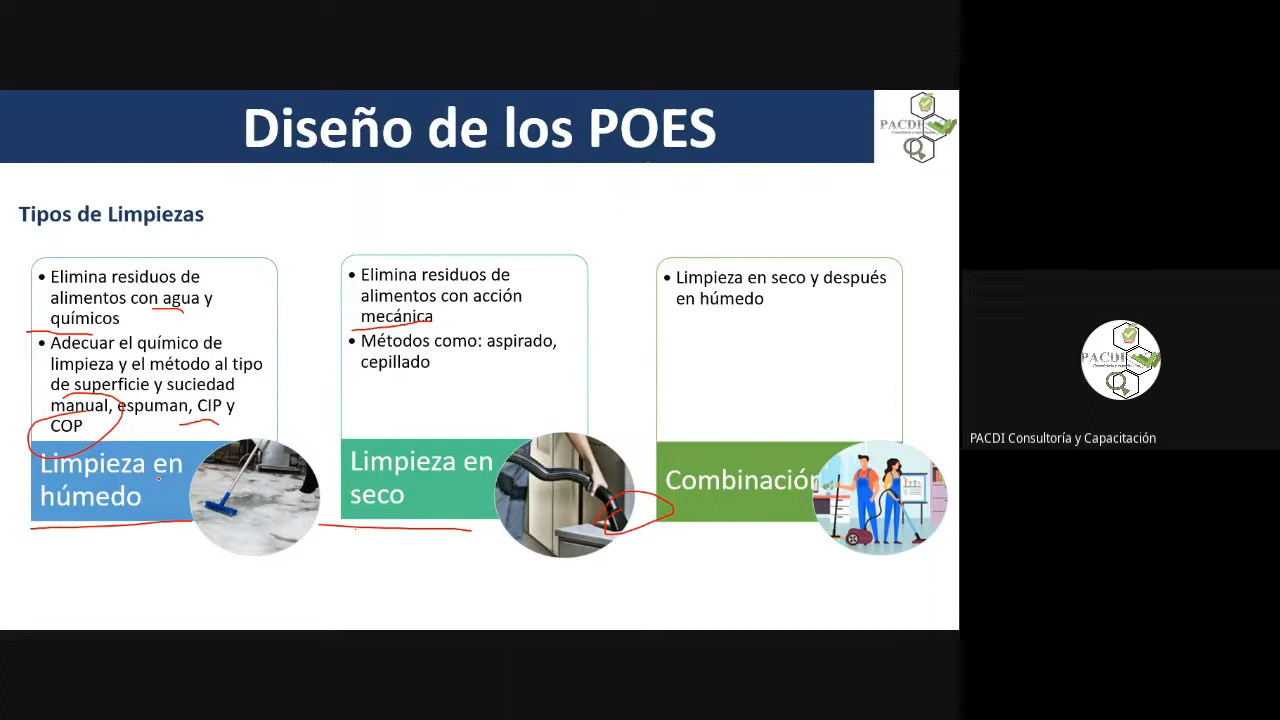 Diseño de los POES
PACDI
Tipos de Limpiezas
• Elimina residuos de
alimentos con agua y
químicos
• Adecuar el químico de
limpieza y el método al tipo
de superficie y suciedad
manual, espuman, CIP y
COP
Limpieza en
húmedo
• Elimina residuos de
alimentos con acción
mecánica
• Métodos como: aspirado,
cepillado
Limpieza en
seco
• Limpieza en seco y después
en húmedo
Combinación
PACDI
PACDI Consultoría y Capacitación